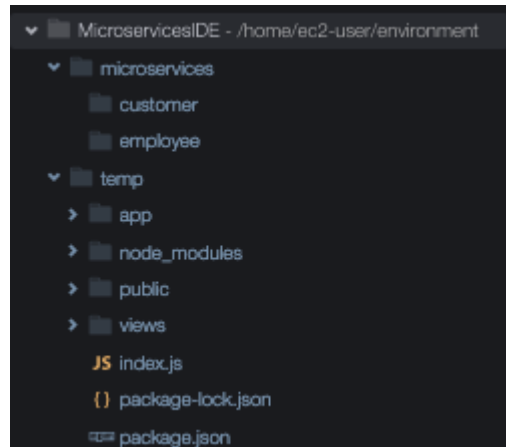 MicroservicesIDE - /home/ec2-user/environment
microservices
customer
employee
temp
app
node_modules
public
views
JS index.js
{ } package-lock.json
package.json